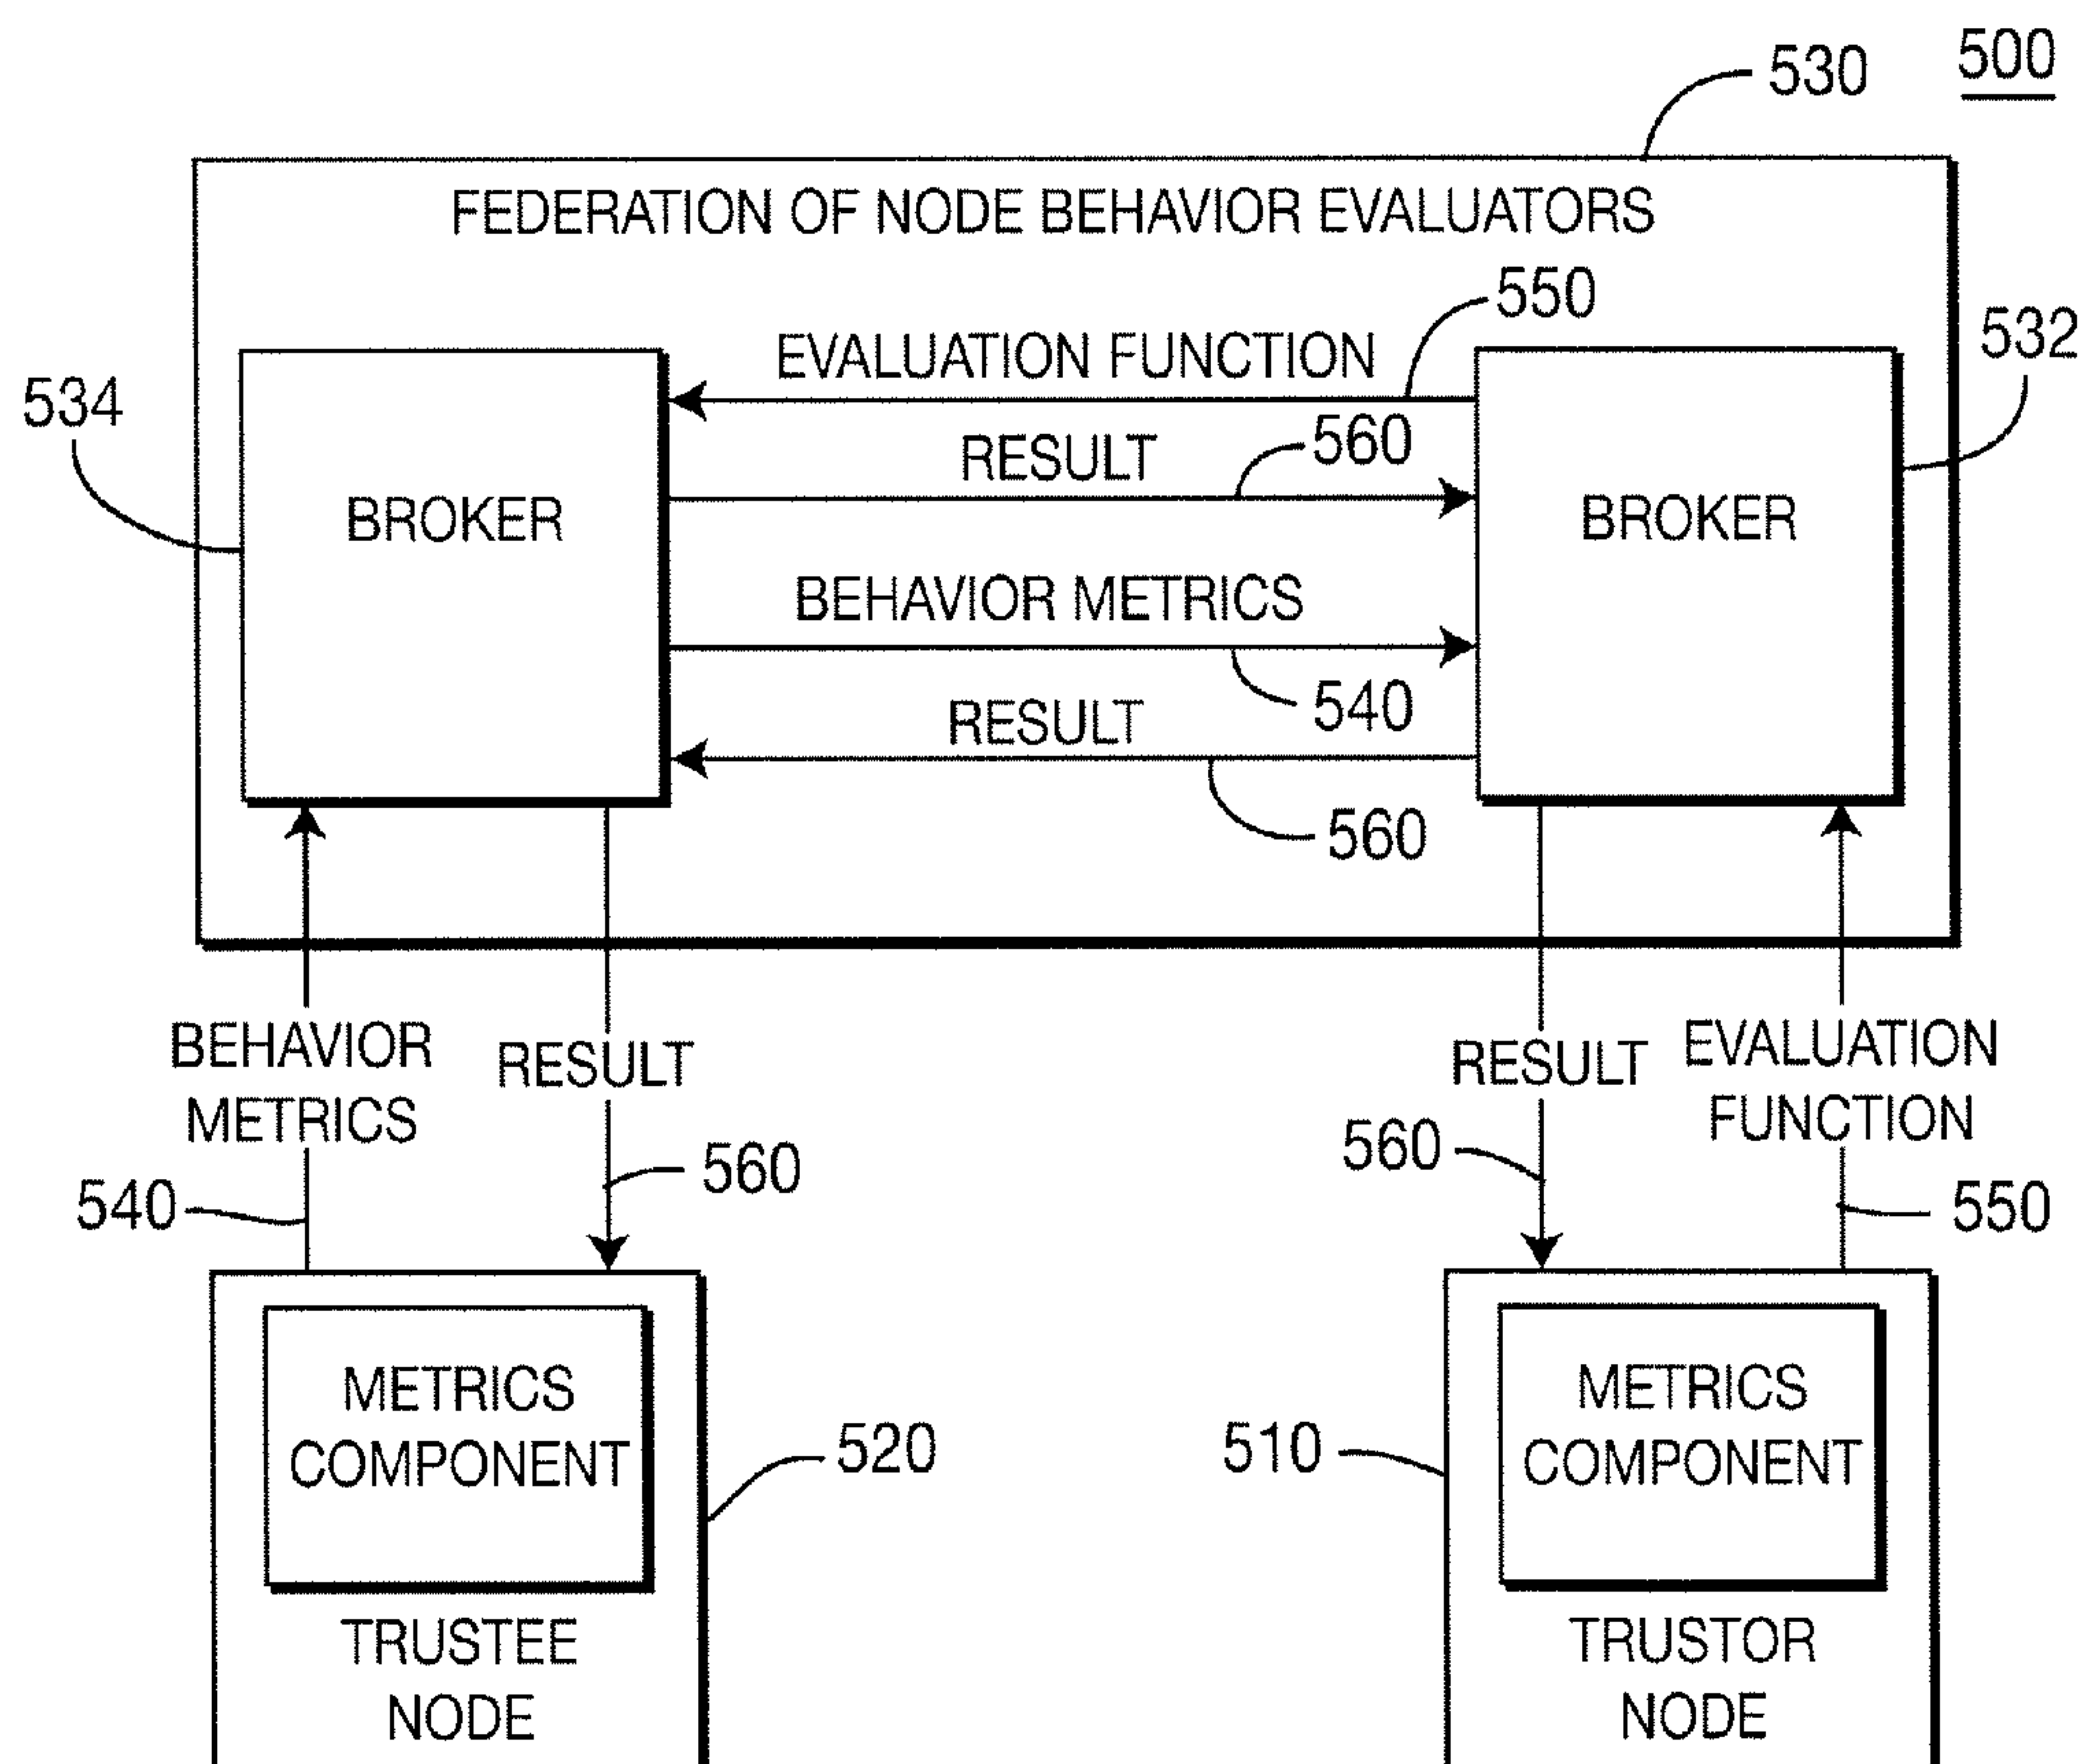 500
530
FEDERATION OF NODE BEHAVIOR EVALUATORS
550
532
EVALUATION FUNCTION
534
560
RESULT
BROKER
BROKER
BEHAVIOR METRICS
540
RESULT
560
BEHAVIOR
METRICS
RESULT
RESULT
EVALUATION
FUNCTION
560
560
540
550
METRICS
COMPONENT
520
510
METRICS
COMPONENT
TRUSTEE
NODE
TRUSTOR
NODE